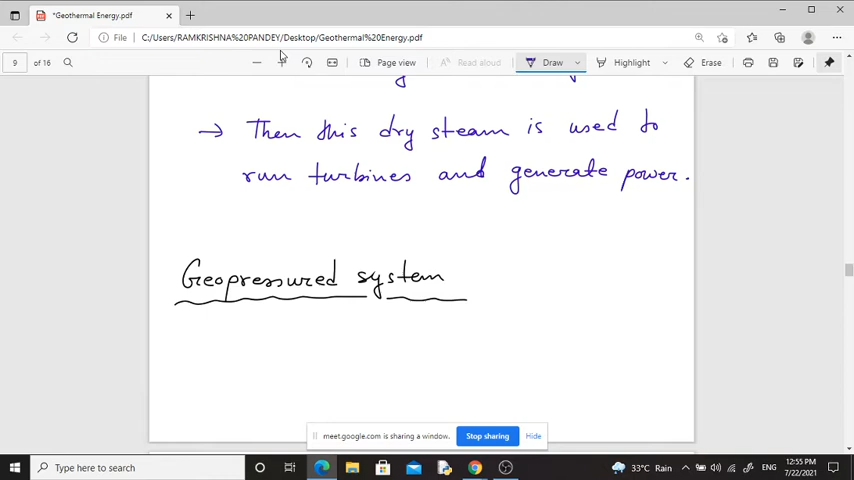 *Geothermal Energy.pdf
File C:/Users/RAMKRISHNA%20PANDEY/Desktop/Geothermal%20Energy.pdf
9 of 16 Page view Read aloud Draw Highlight Erase
→ Then this dry steam is used to
run turbines and generate power.
Geopressured system
meet.google.com is sharing a window. Stop sharing Hide
Type here to search 33°C Rain ENG 12:55 PM
7/22/2021